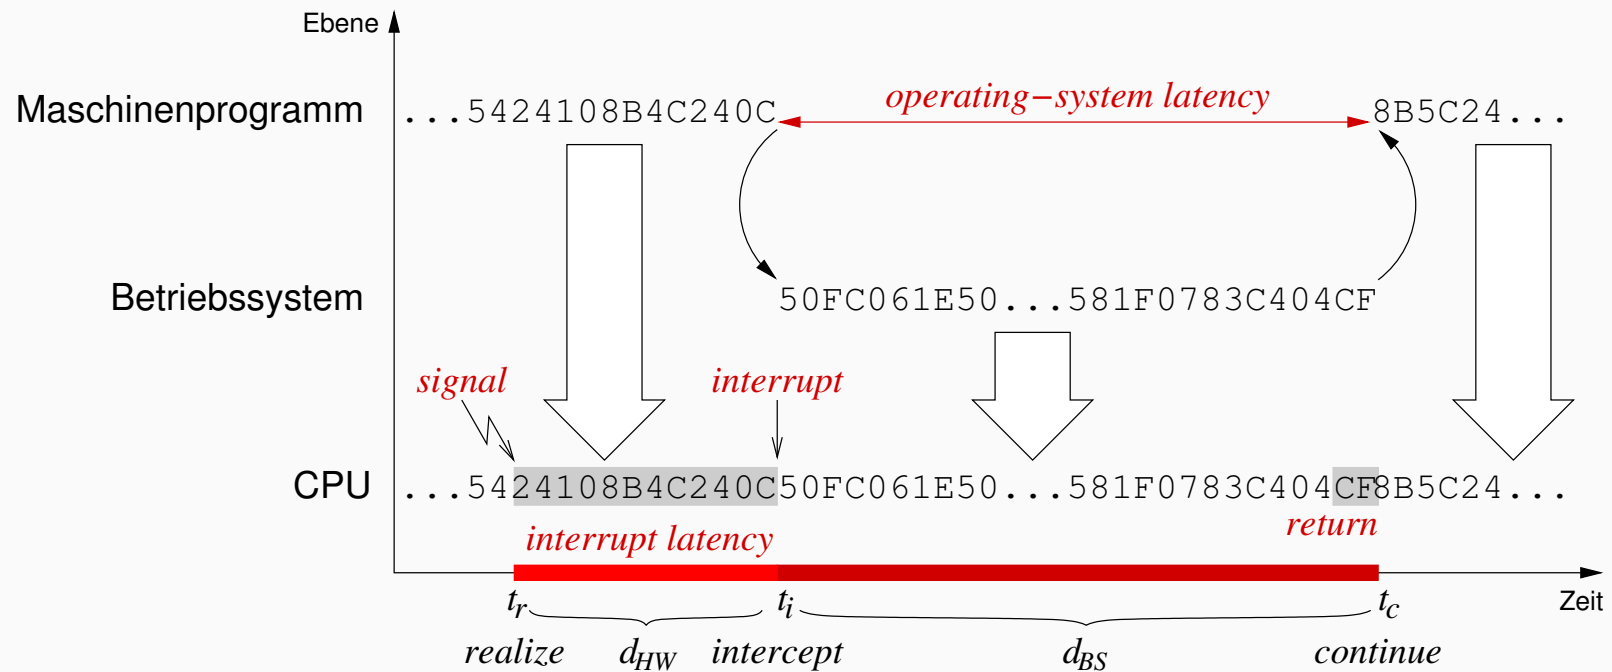 Ebene
Maschinenprogramm ...5424108B4C240C operating-system latency 8B5C24...
Betriebssystem 50FC061E50...581F0783C404CF
signal interrupt
CPU ...5424108B4C240C50FC061E50...581F0783C404CF8B5C24...
interrupt latency return
tr ti tc Zeit
realize dHW intercept dBS continue